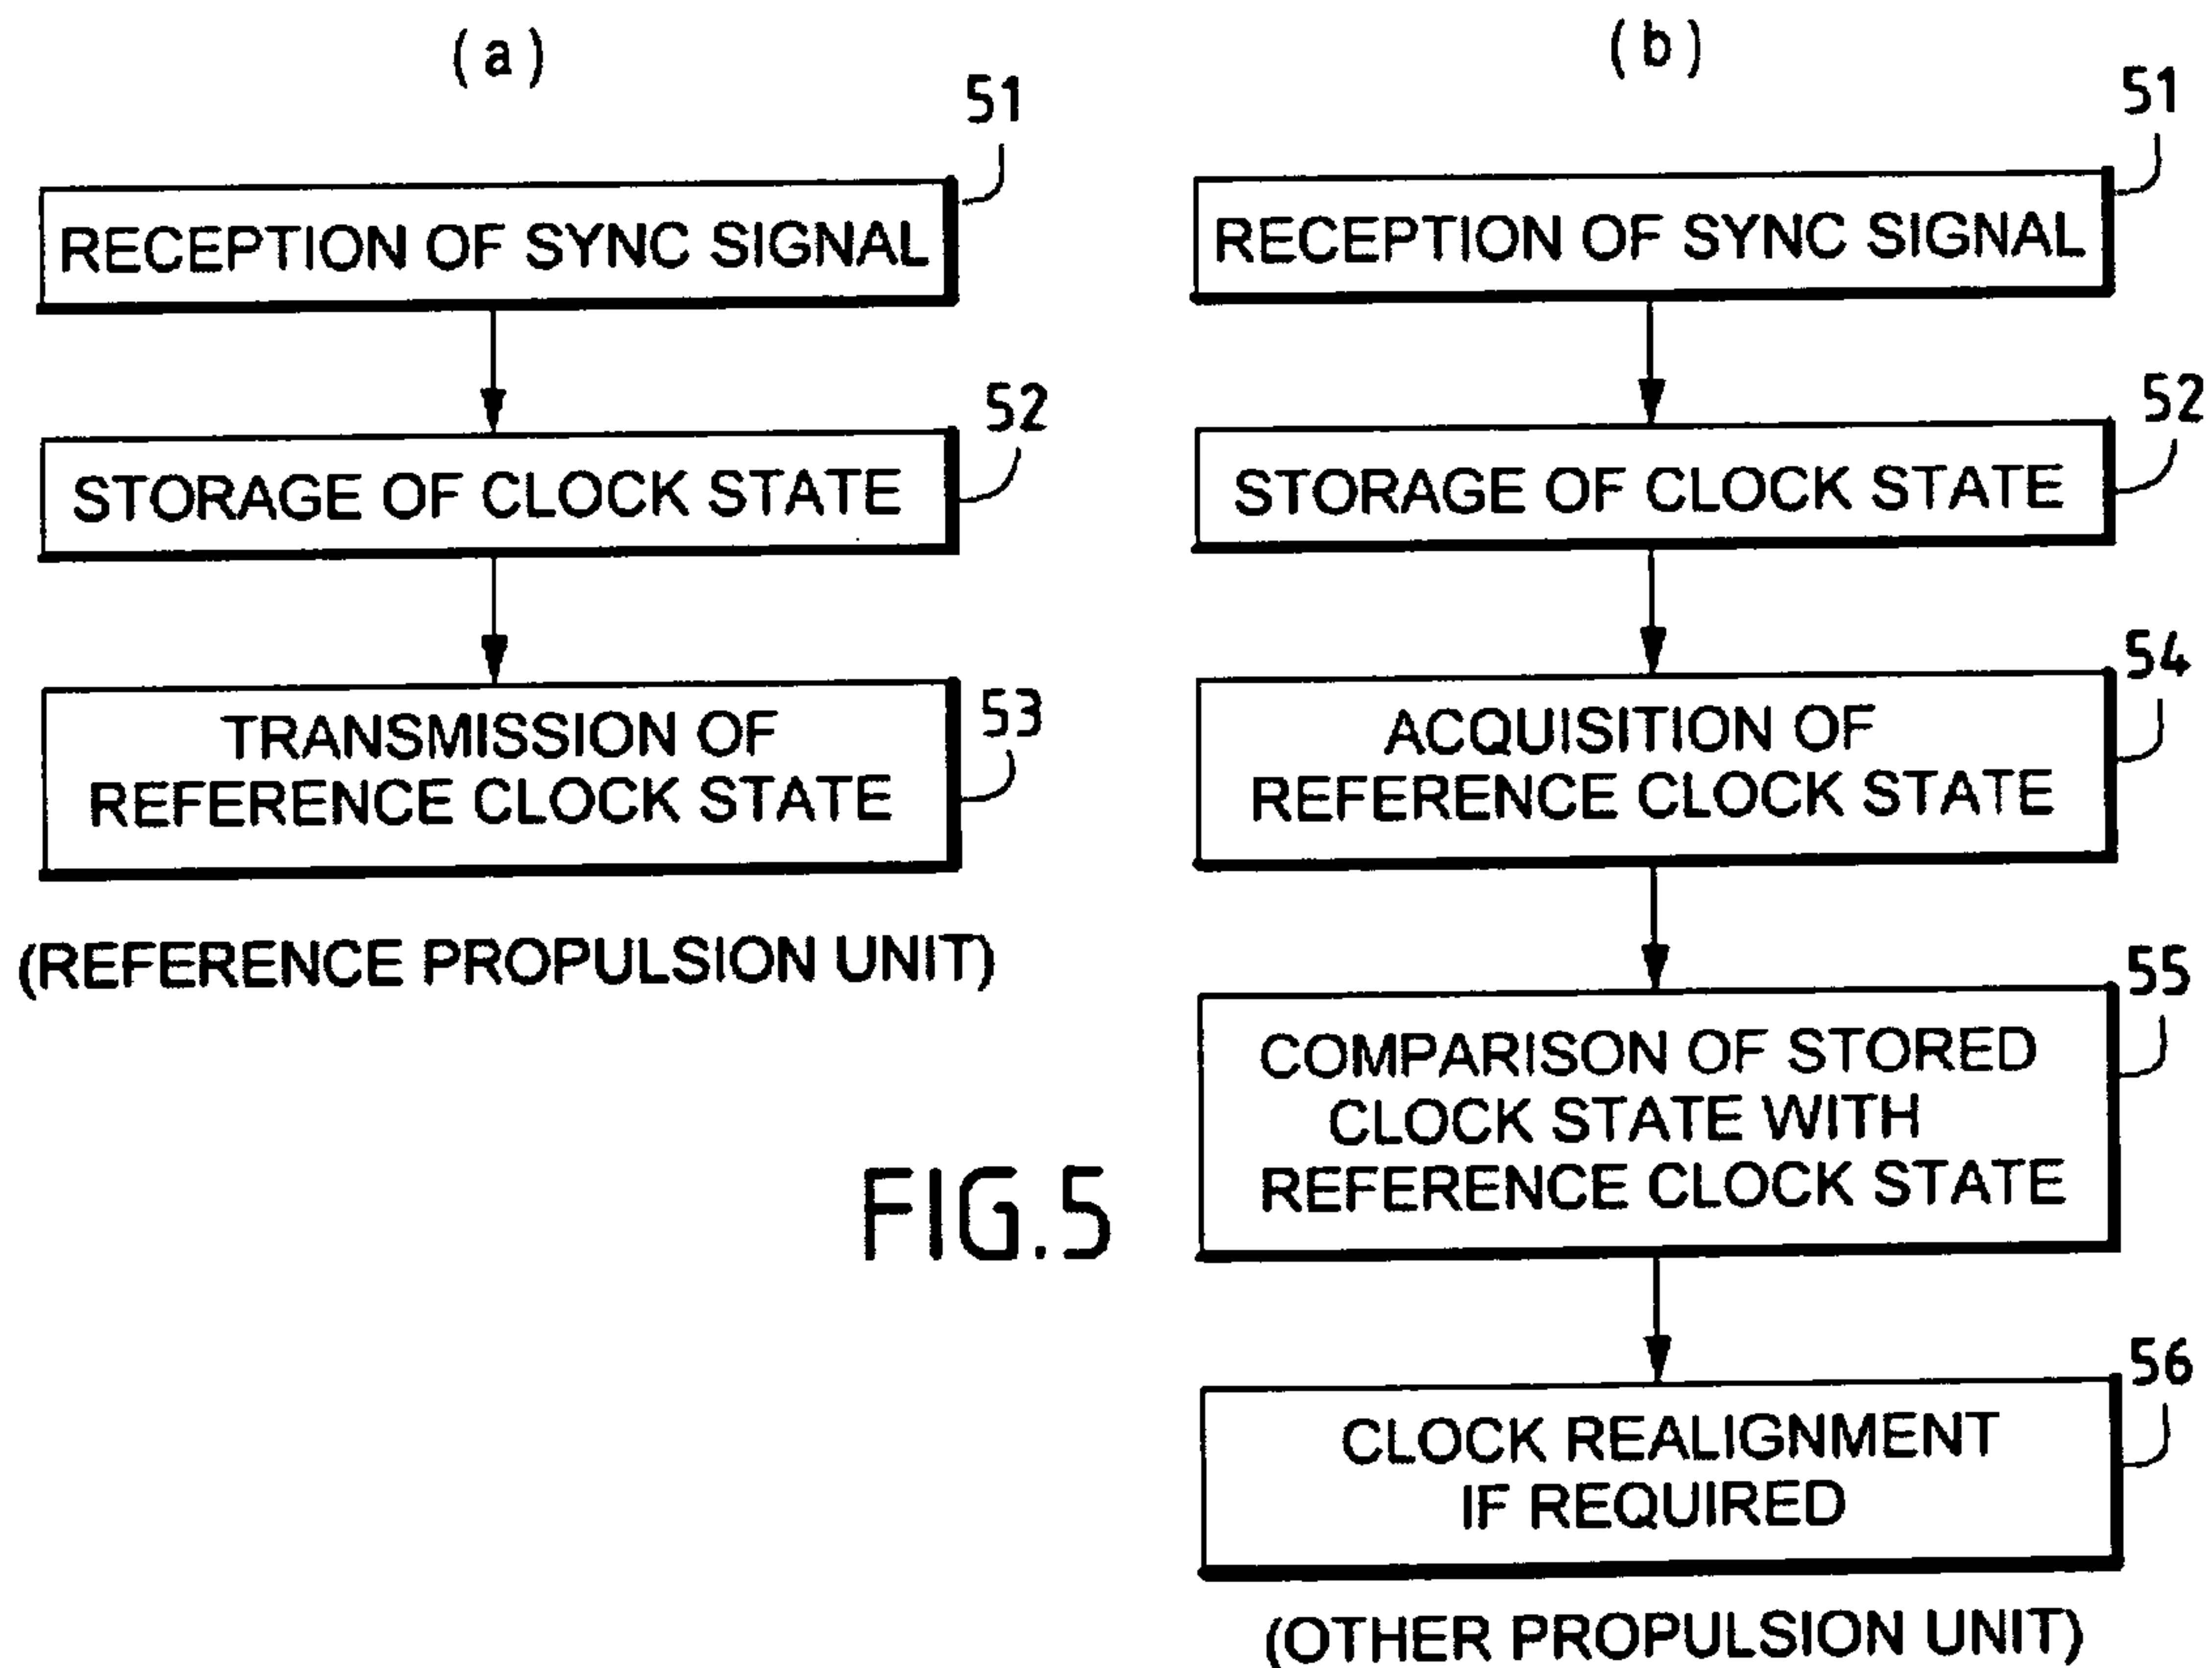 (a)
51
RECEPTION OF SYNC SIGNAL
52
STORAGE OF CLOCK STATE
53
TRANSMISSION OF
REFERENCE CLOCK STATE
(REFERENCE PROPULSION UNIT)
(b)
51
RECEPTION OF SYNC SIGNAL
52
STORAGE OF CLOCK STATE
54
ACQUISITION OF
REFERENCE CLOCK STATE
55
COMPARISON OF STORED
CLOCK STATE WITH
REFERENCE CLOCK STATE
56
CLOCK REALIGNMENT
IF REQUIRED
(OTHER PROPULSION UNIT)
FIG.5